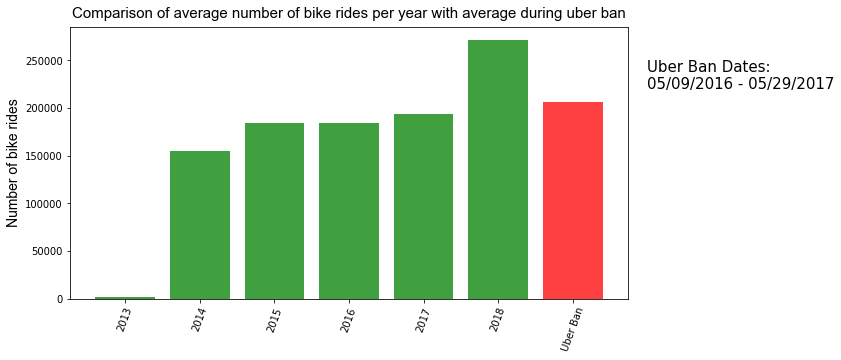 Comparison of average number of bike rides per year with average during uber ban
Uber Ban Dates:
05/09/2016 - 05/29/2017
Number of bike rides
250000
200000
150000
100000
50000
0
2013
2014
2015
2016
2017
2018
Uber Ban